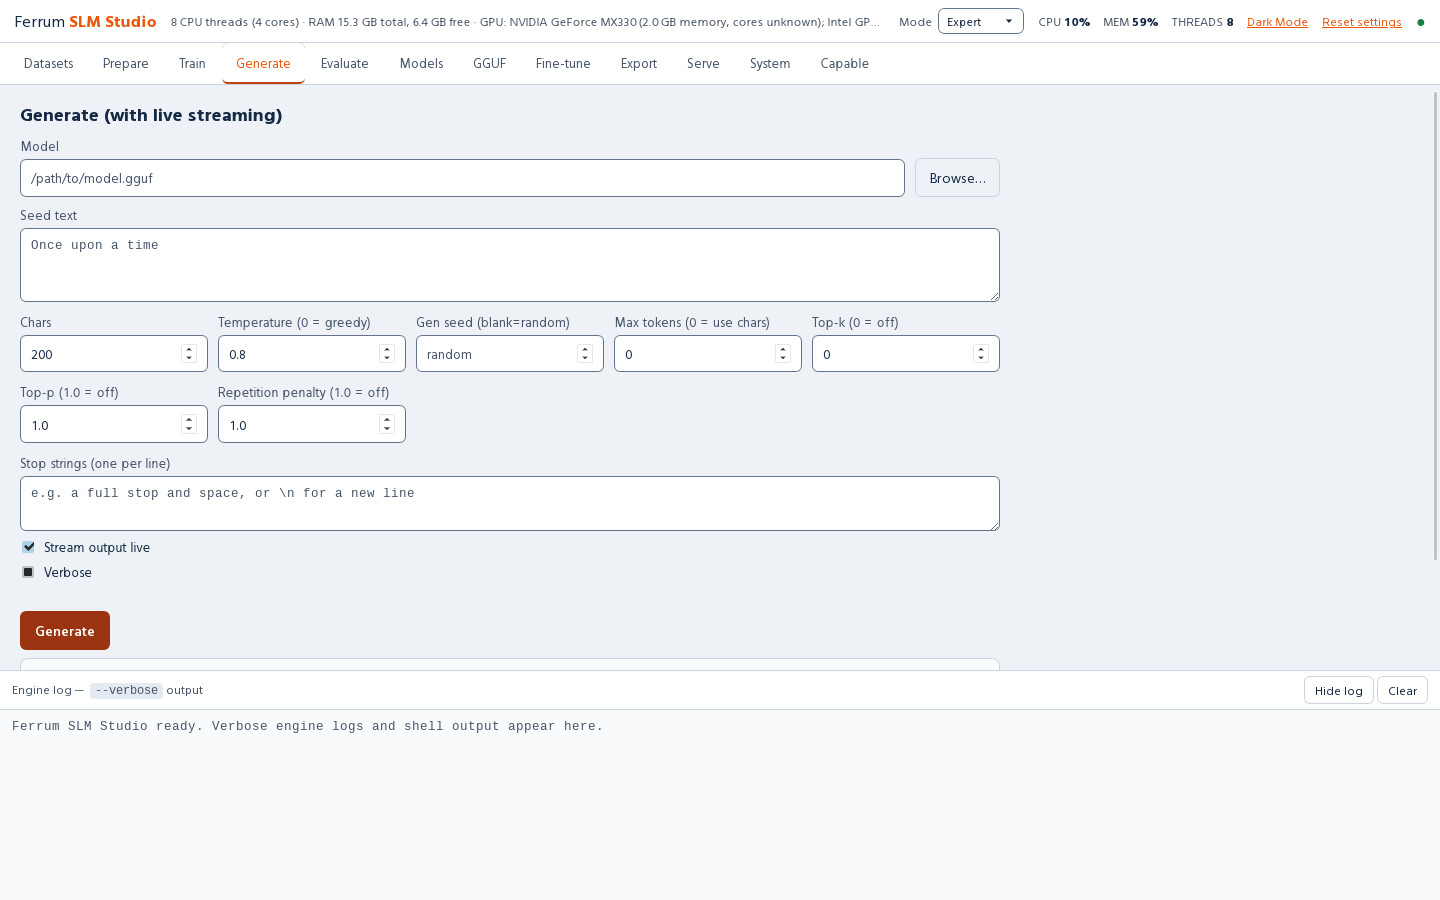 Ferrum SLM Studio 8 CPU threads (4 cores) · RAM 15.3 GB total, 6.4 GB free · GPU: NVIDIA GeForce MX330 (2.0 GB memory, cores unknown); Intel GP... Mode Expert CPU 10% MEM 59% THREADS 8 Dark Mode Reset settings
Datasets Prepare Train Generate Evaluate Models GGUF Fine-tune Export Serve System Capable
Generate (with live streaming)
Model
/path/to/model.gguf Browse...
Seed text
Once upon a time
Chars Temperature (0 = greedy) Gen seed (blank=random) Max tokens (0 = use chars) Top-k (0 = off)
200 0.8 random 0 0
Top-p (1.0 = off) Repetition penalty (1.0 = off)
1.0 1.0
Stop strings (one per line)
e.g. a full stop and space, or \n for a new line
Stream output live
Verbose
Generate
Engine log — --verbose output Hide log Clear
Ferrum SLM Studio ready. Verbose engine logs and shell output appear here.